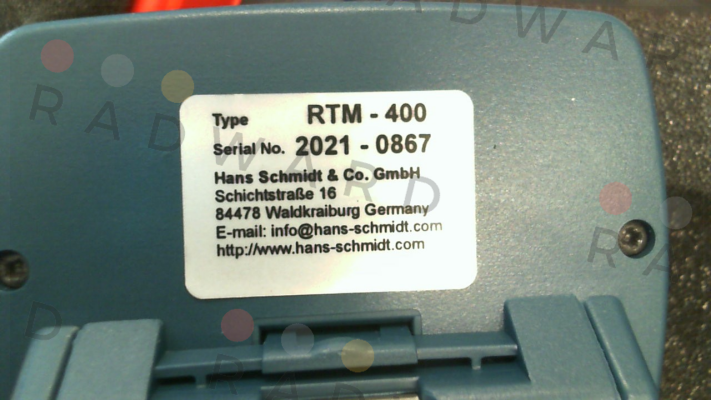 RADWARD
Type RTM - 400
Serial No. 2021 - 0867
Hans Schmidt & Co. GmbH
Schichtstraße 16
84478 Waldkraiburg Germany
E-mail: info@hans-schmidt.com
http://www.hans-schmidt.com